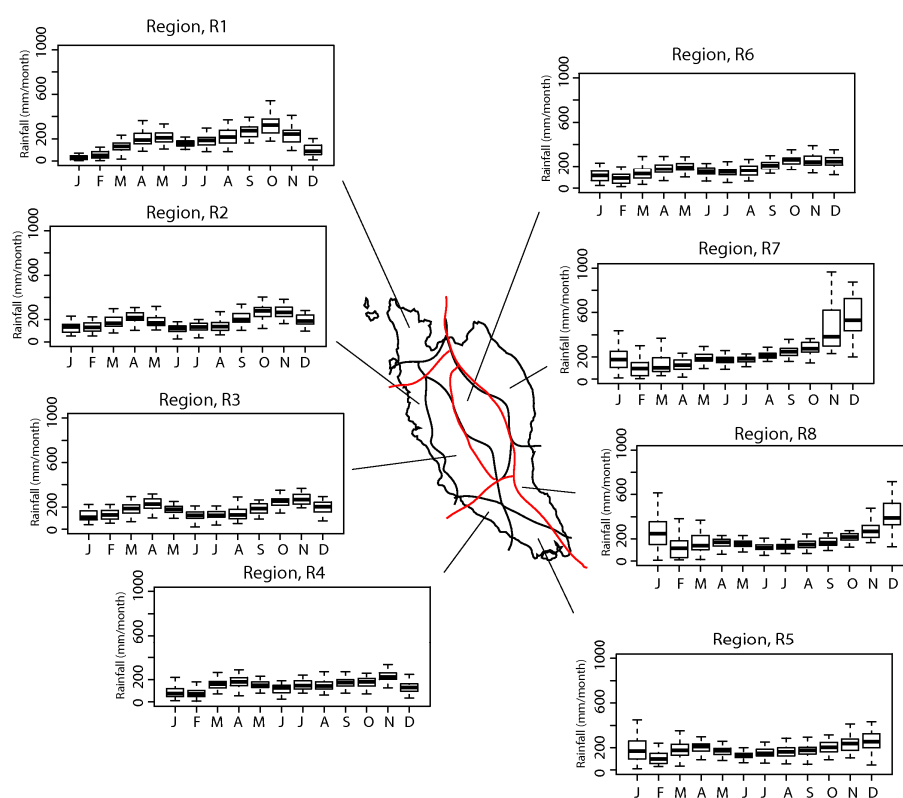 Region, R1
Rainfall (mm/month)
0 200 600 1000
J F M A M J J A S O N D
Region, R2
Rainfall (mm/month)
0 200 600 1000
J F M A M J J A S O N D
Region, R3
Rainfall (mm/month)
0 200 600 1000
J F M A M J J A S O N D
Region, R4
Rainfall (mm/month)
0 200 600 1000
J F M A M J J A S O N D
Region, R6
Rainfall (mm/month)
0 200 600 1000
J F M A M J J A S O N D
Region, R7
Rainfall (mm/month)
0 200 600 1000
J F M A M J J A S O N D
Region, R8
Rainfall (mm/month)
0 200 600 1000
J F M A M J J A S O N D
Region, R5
Rainfall (mm/month)
0 200 600 1000
J F M A M J J A S O N D